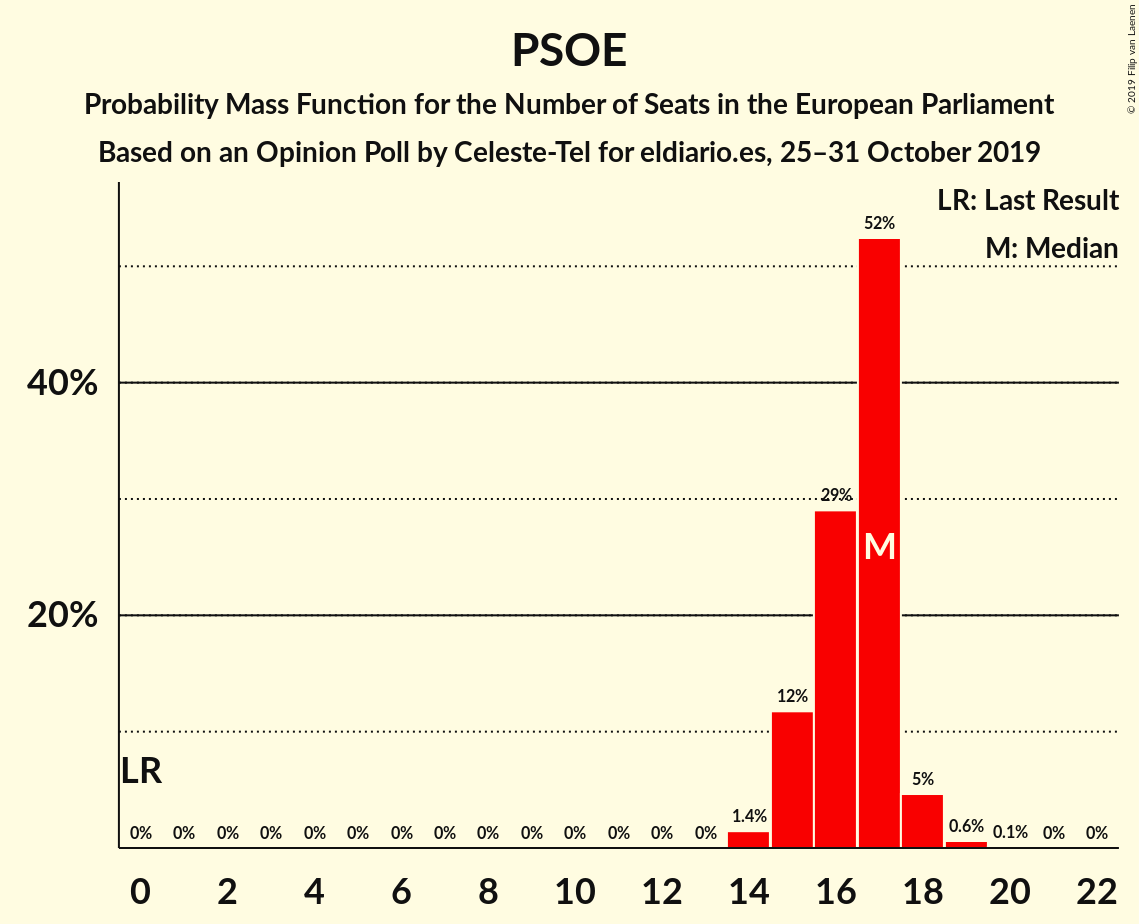 PSOE
Probability Mass Function for the Number of Seats in the European Parliament
Based on an Opinion Poll by Celeste-Tel for eldiario.es, 25–31 October 2019
© 2019 Filip van Laenen
LR: Last Result
M: Median
52%
40%
29%
M
20%
12%
LR
5%
1.4%
0.6%
0.1%
0% 0% 0% 0% 0% 0% 0% 0% 0% 0% 0% 0% 0% 0% 0% 0%
0 2 4 6 8 10 12 14 16 18 20 22